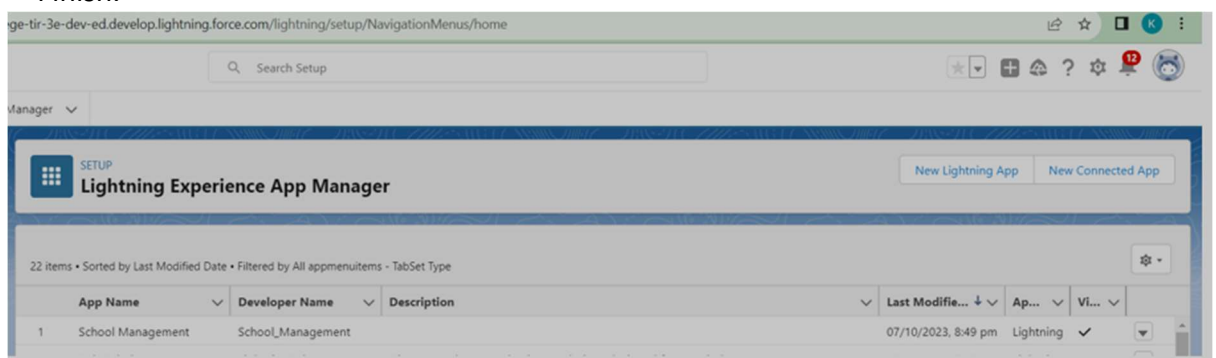 ege-tir-3e-dev-ed.develop.lightning.force.com/lightning/setup/NavigationMenus/home
K
Search Setup
12
Manager
SETUP
Lightning Experience App Manager
New Lightning App
New Connected App
22 items • Sorted by Last Modified Date • Filtered by All appmenuitems - TabSet Type
App Name Developer Name Description Last Modifie... Ap... Vi...
1 School Management School_Management 07/10/2023, 8:49 pm Lightning